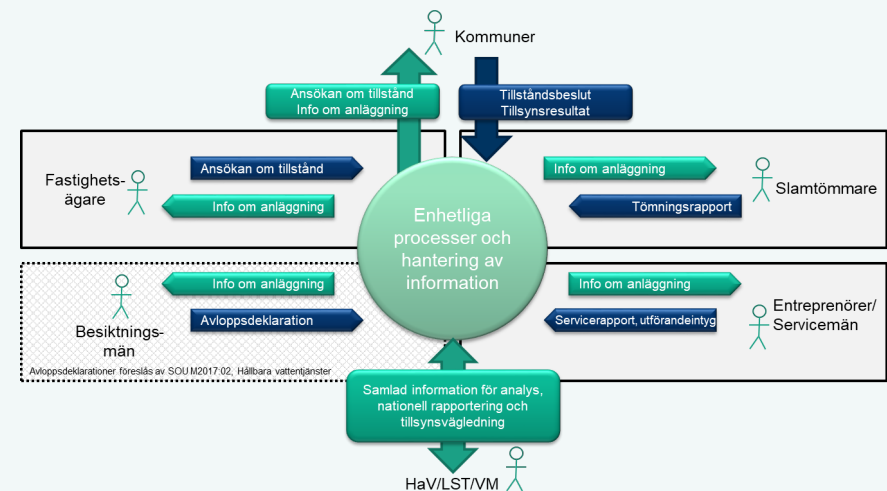 Kommuner
Ansökan om tillstånd
Info om anläggning
Tillståndsbeslut
Tillsynsresultat
Fastighets-
ägare
Ansökan om tillstånd
Info om anläggning
Info om anläggning
Tömningsrapport
Slamtömmare
Enhetliga
processer och
hantering av
information
Besiktnings-
män
Info om anläggning
Avloppsdeklaration
Avloppsdeklarationer föreslås av SOU M2017:02, Hållbara vattentjänster
Info om anläggning
Servicerapport, utförandeintyg
Entreprenörer/
Servicemän
Samlad information för analys,
nationell rapportering och
tillsynsvägledning
HaV/LST/VM